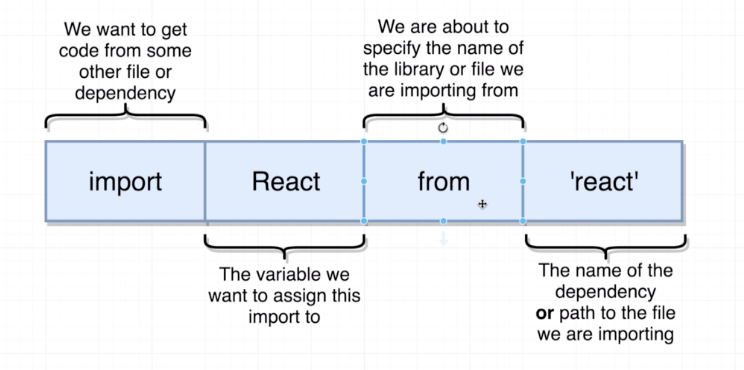 We want to get
code from some
other file or
dependency
We are about to
specify the name of
the library or file we
are importing from
import React from 'react'
The variable we
want to assign this
import to
The name of the
dependency
or path to the file
we are importing